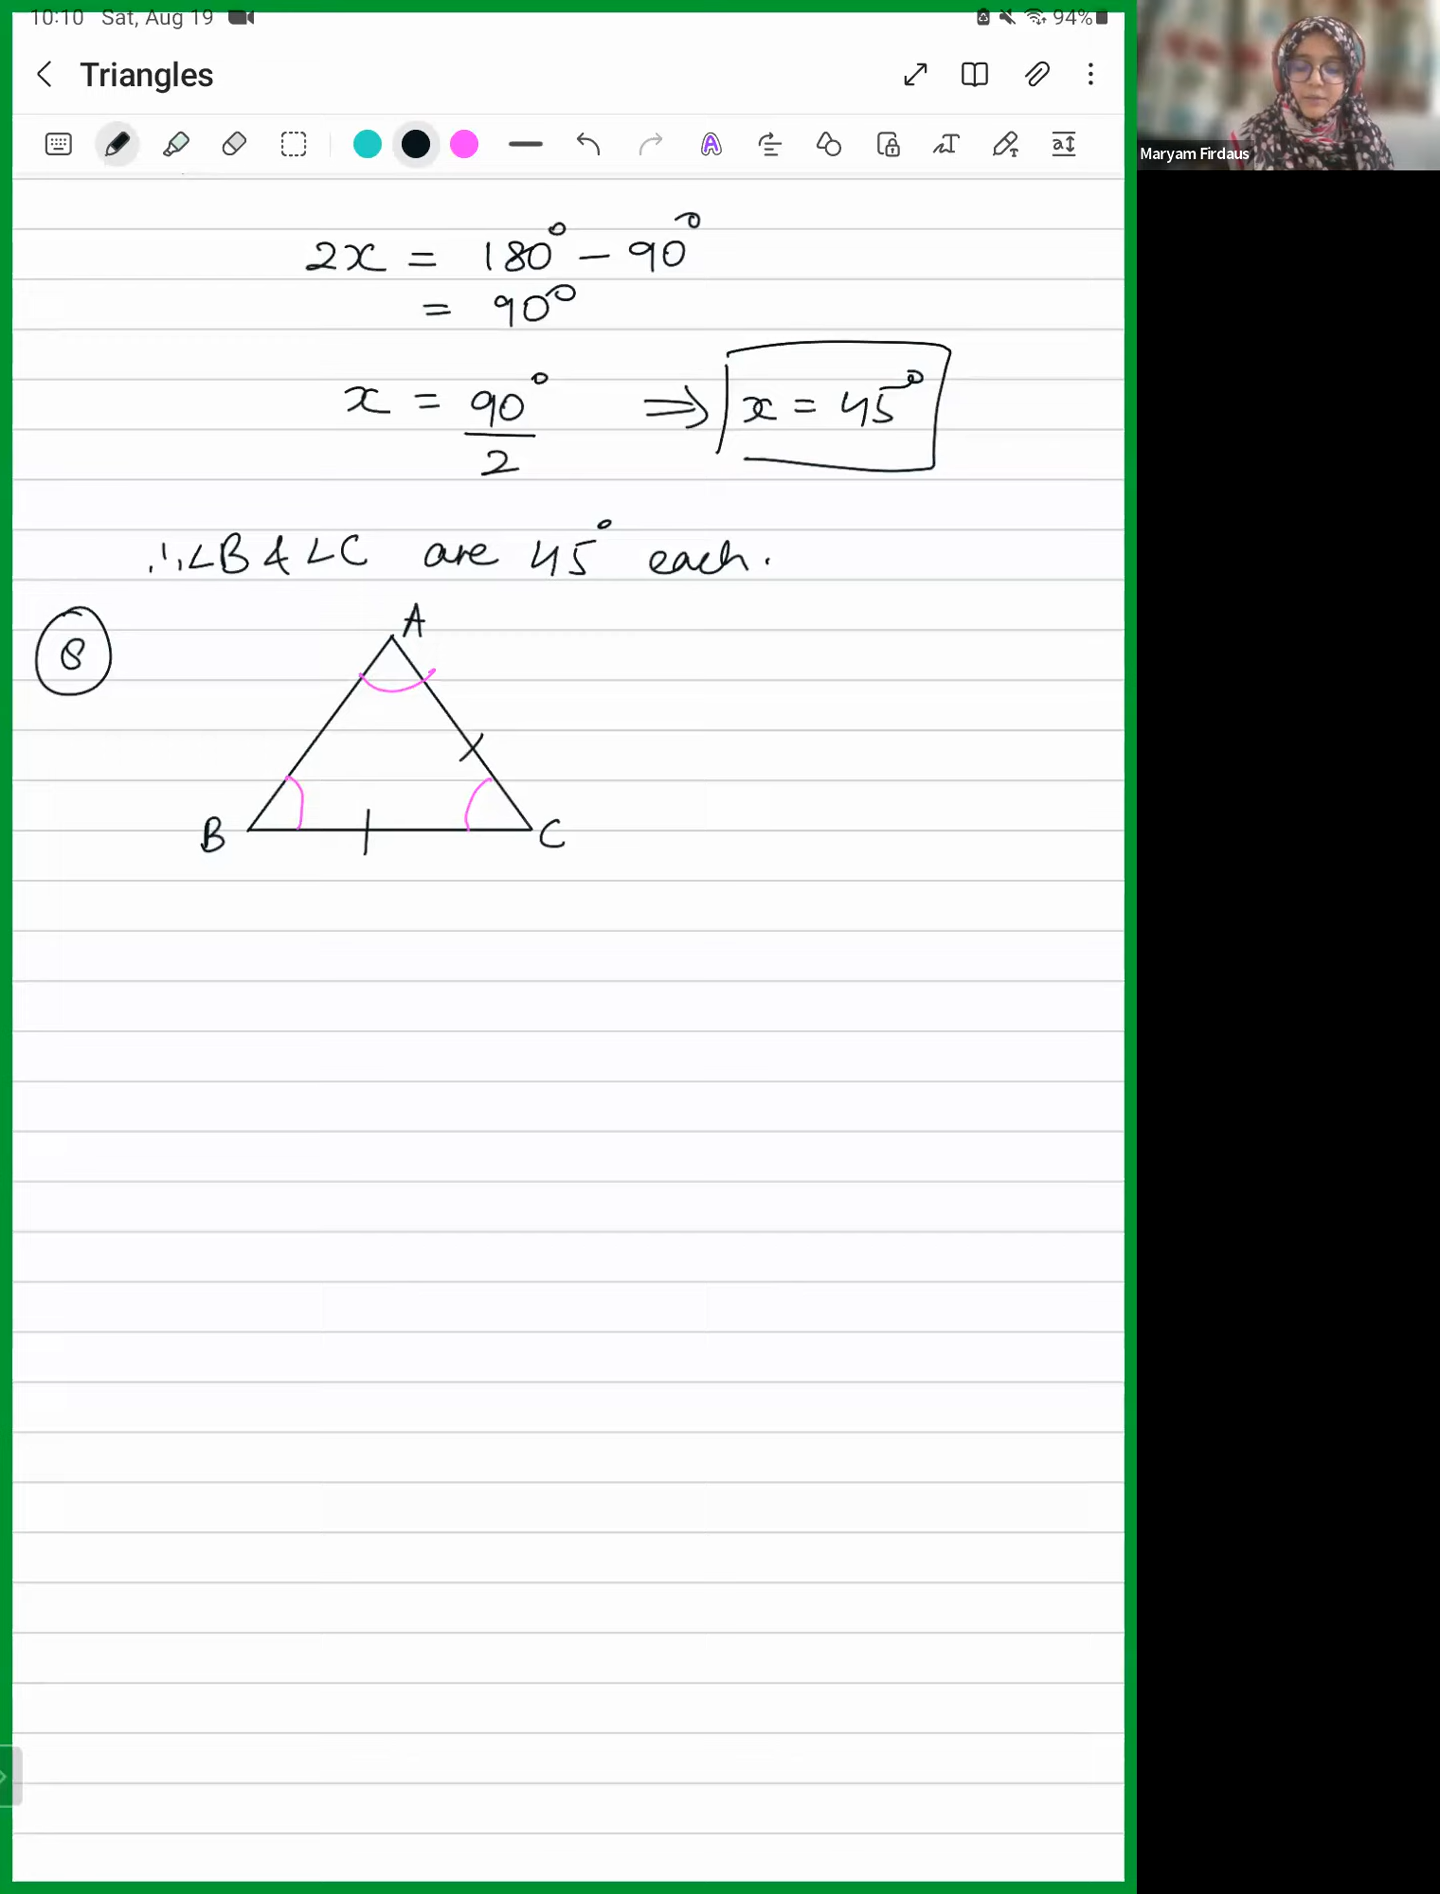 10:10 Sat, Aug 19 94%
Triangles
Maryam Firdaus
2x = 180° - 90°
= 90°
x = 90°/2 ⇒ x = 45°
∴ ∠B & ∠C are 45° each.
8
A
B C